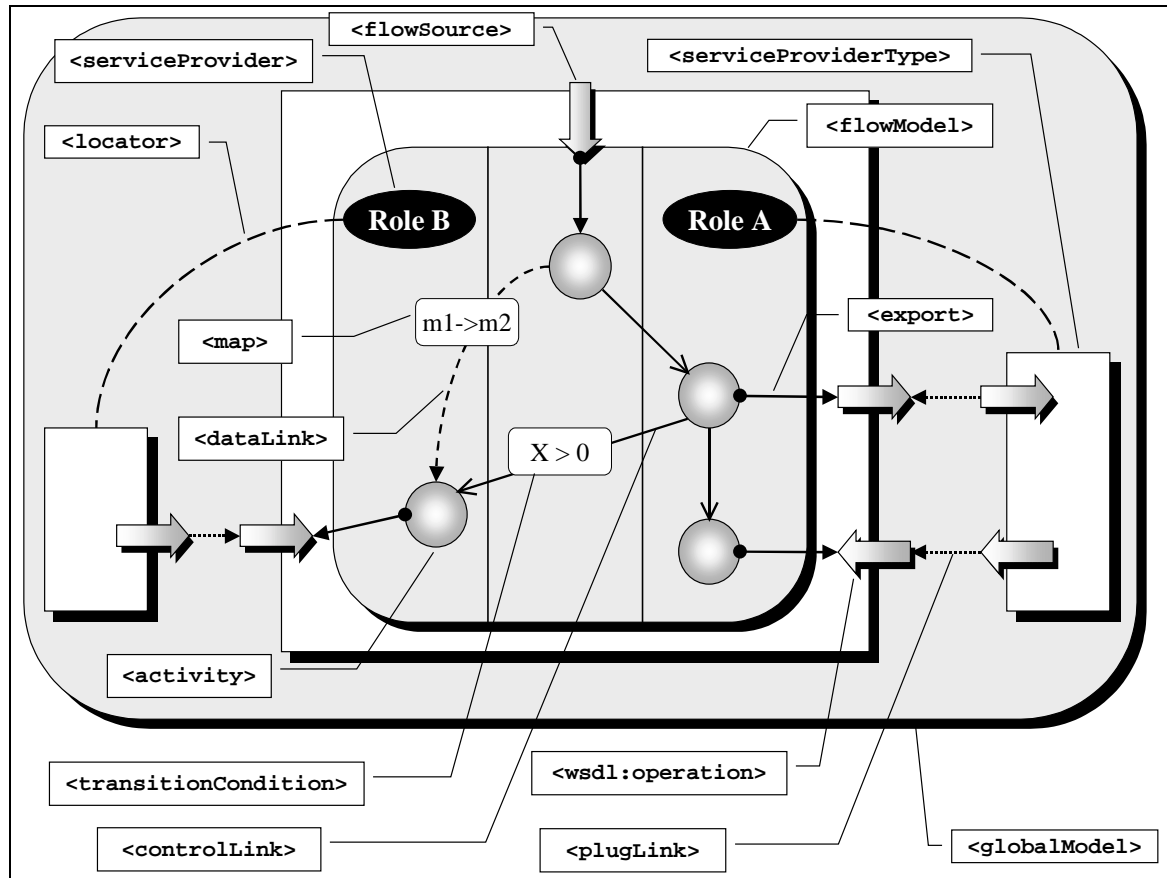 <flowSource>
<serviceProvider>
<serviceProviderType>
<locator>
<flowModel>
Role B
Role A
<map>
m1->m2
<export>
<dataLink>
X > 0
<activity>
<transitionCondition>
<wsdl:operation>
<controlLink>
<plugLink>
<globalModel>